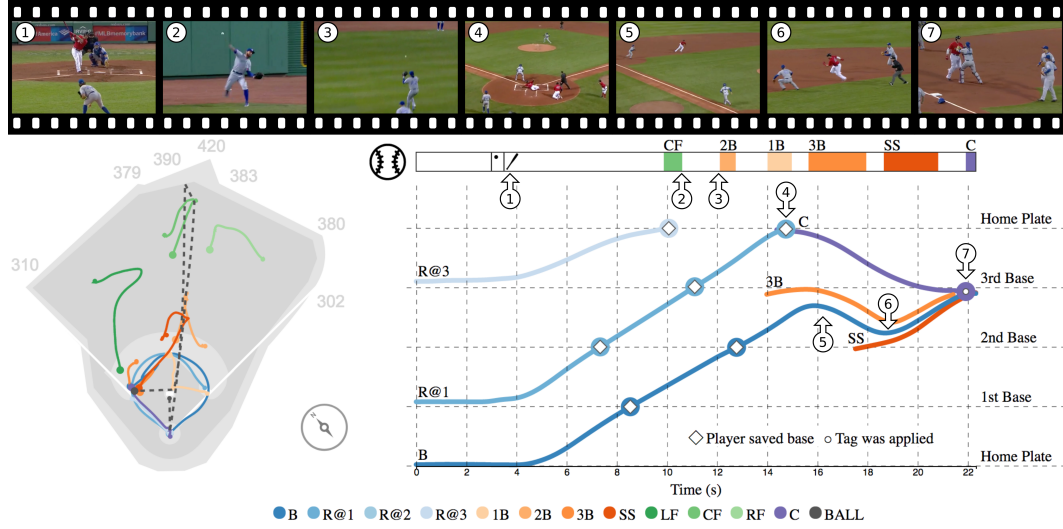 1 2 3 4 5 6 7
#MLBmemorybank
CF 2B 1B 3B SS C
1 2 3 4
420
390
379 383
380
310
302
N
C
Home Plate
R@3
3B
7
3rd Base
6
5
SS
2nd Base
R@1
1st Base
Player saved base Tag was applied
B
Home Plate
0 2 4 6 8 10 12 14 16 18 20 22
Time (s)
B R@1 R@2 R@3 1B 2B 3B SS LF CF RF C BALL